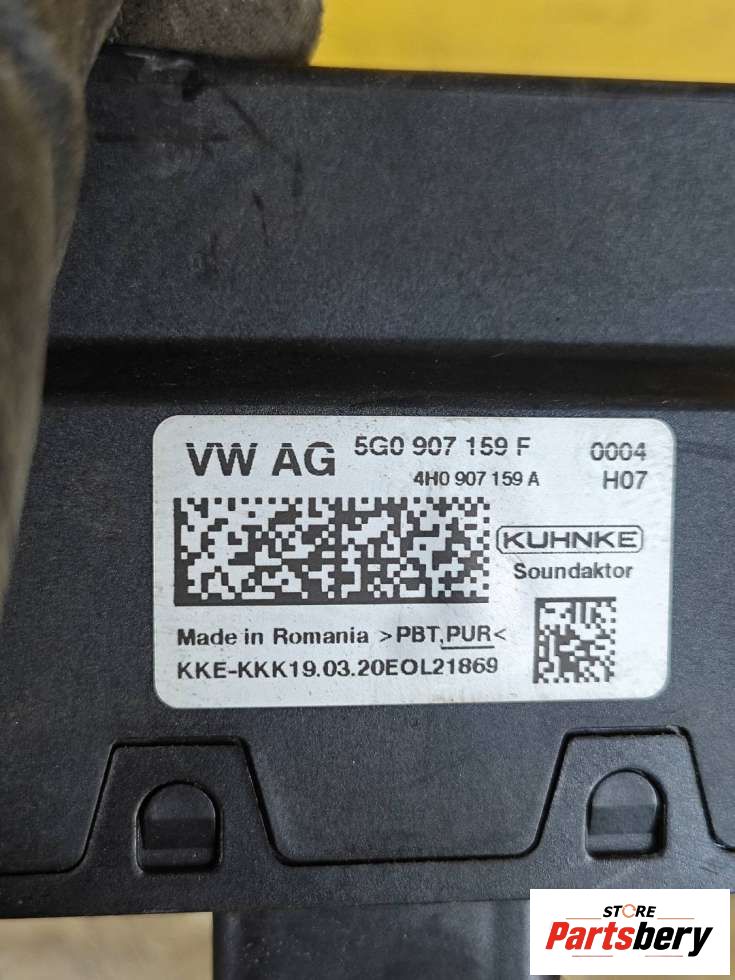 VW AG 5G0 907 159 F 0004
4H0 907 159 A H07
KUHNKE
Soundaktor
Made in Romania >PBT,PUR<
KKE-KKK19.03.20EOL21869
STORE
Partsbery